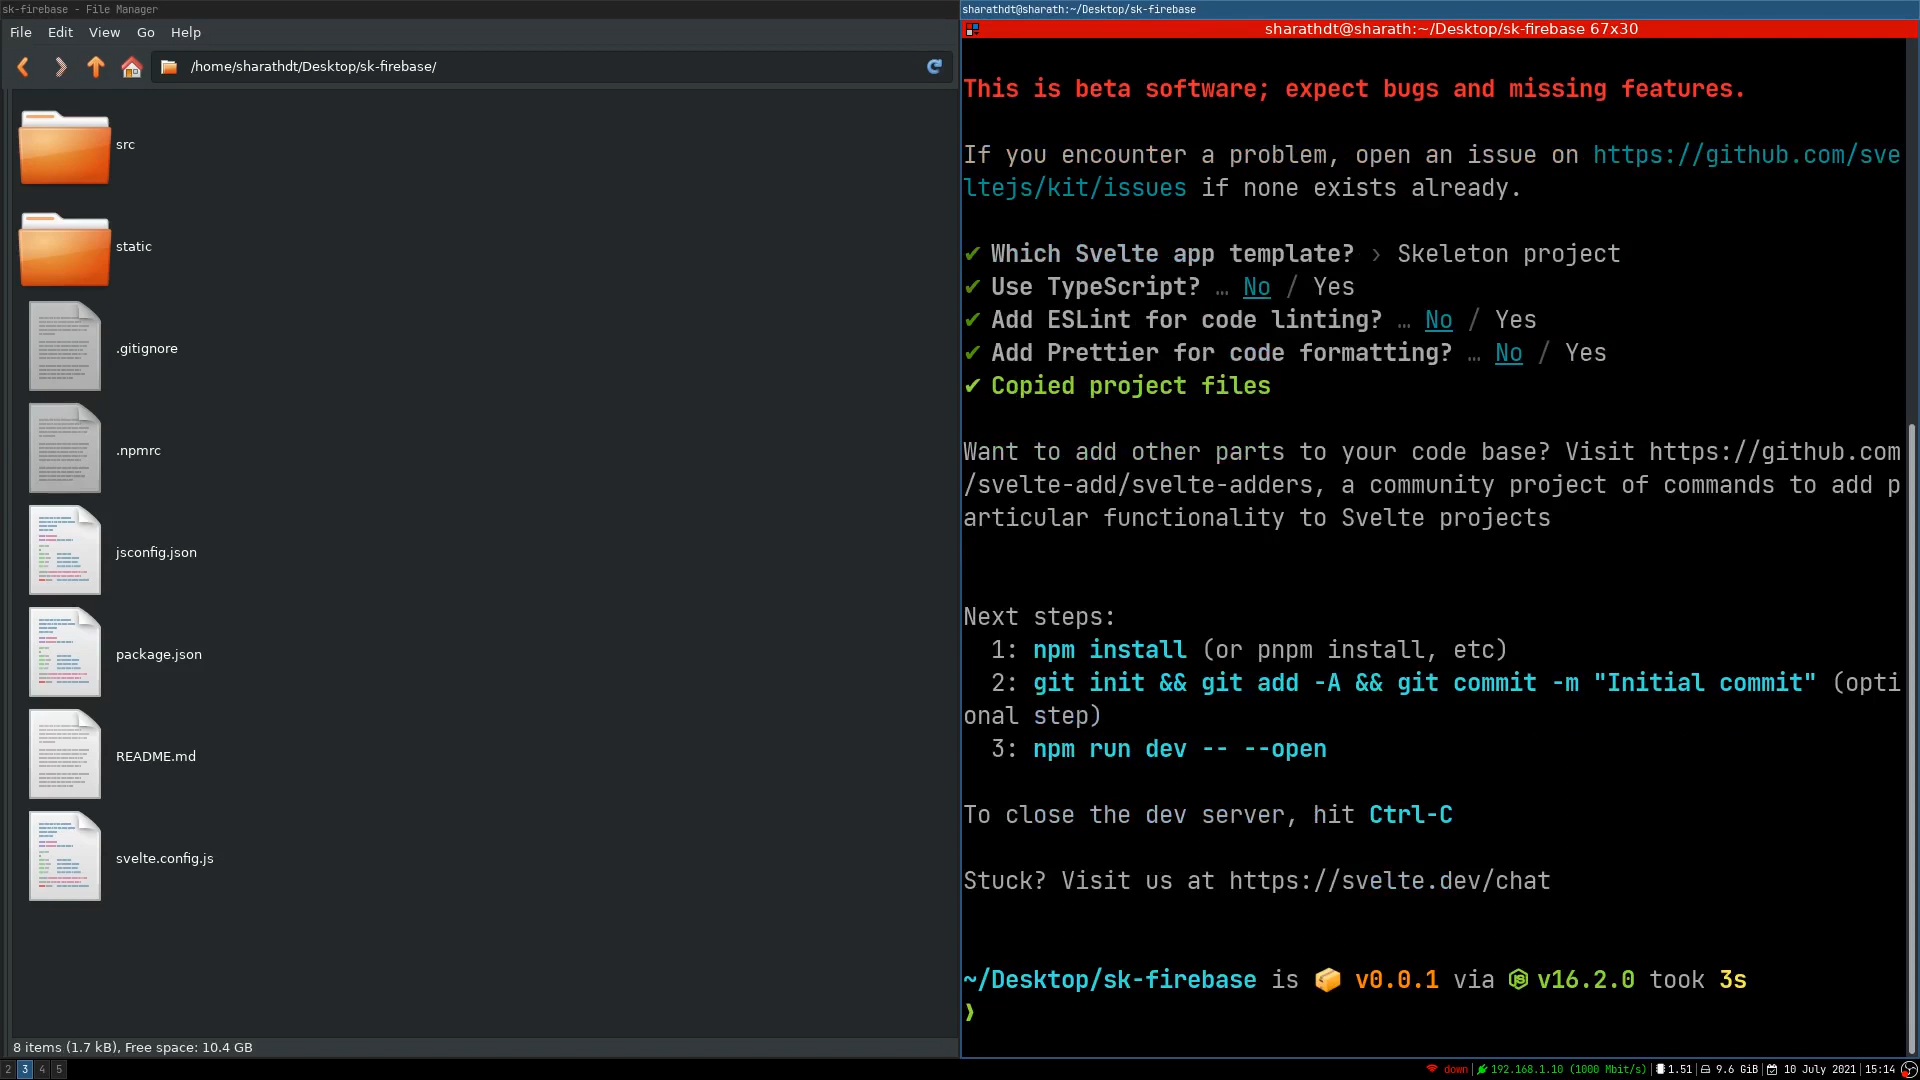 sk-firebase - File Manager
File Edit View Go Help
/home/sharathdt/Desktop/sk-firebase/
src
static
.gitignore
.npmrc
jsconfig.json
package.json
README.md
svelte.config.js
8 items (1.7 kB), Free space: 10.4 GB
sharathdt@sharath:~/Desktop/sk-firebase
sharathdt@sharath:~/Desktop/sk-firebase 67x30
This is beta software; expect bugs and missing features.
If you encounter a problem, open an issue on https://github.com/sve
ltejs/kit/issues if none exists already.
✔ Which Svelte app template? › Skeleton project
✔ Use TypeScript? … No / Yes
✔ Add ESLint for code linting? … No / Yes
✔ Add Prettier for code formatting? … No / Yes
✔ Copied project files
Want to add other parts to your code base? Visit https://github.com
/svelte-add/svelte-adders, a community project of commands to add p
articular functionality to Svelte projects
Next steps:
1: npm install (or pnpm install, etc)
2: git init && git add -A && git commit -m "Initial commit" (opti
onal step)
3: npm run dev -- --open
To close the dev server, hit Ctrl-C
Stuck? Visit us at https://svelte.dev/chat
~/Desktop/sk-firebase is 📦 v0.0.1 via v16.2.0 took 3s
❯
2 3 4 5
down 192.168.1.10 (1000 Mbit/s) 1.51 9.6 GiB 10 July 2021 15:14